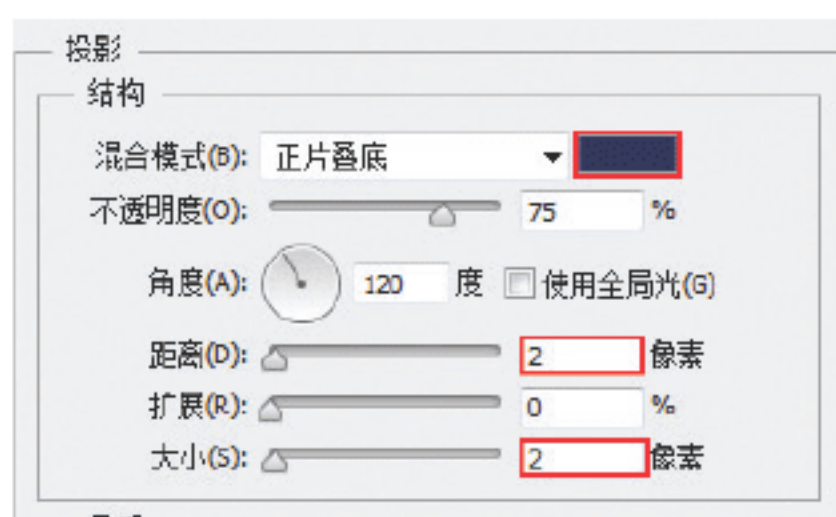 投影
结构
混合模式(B): 正片叠底
不透明度(O): 75 %
角度(A): 120 度 使用全局光(G)
距离(D): 2 像素
扩展(R): 0 %
大小(S): 2 像素